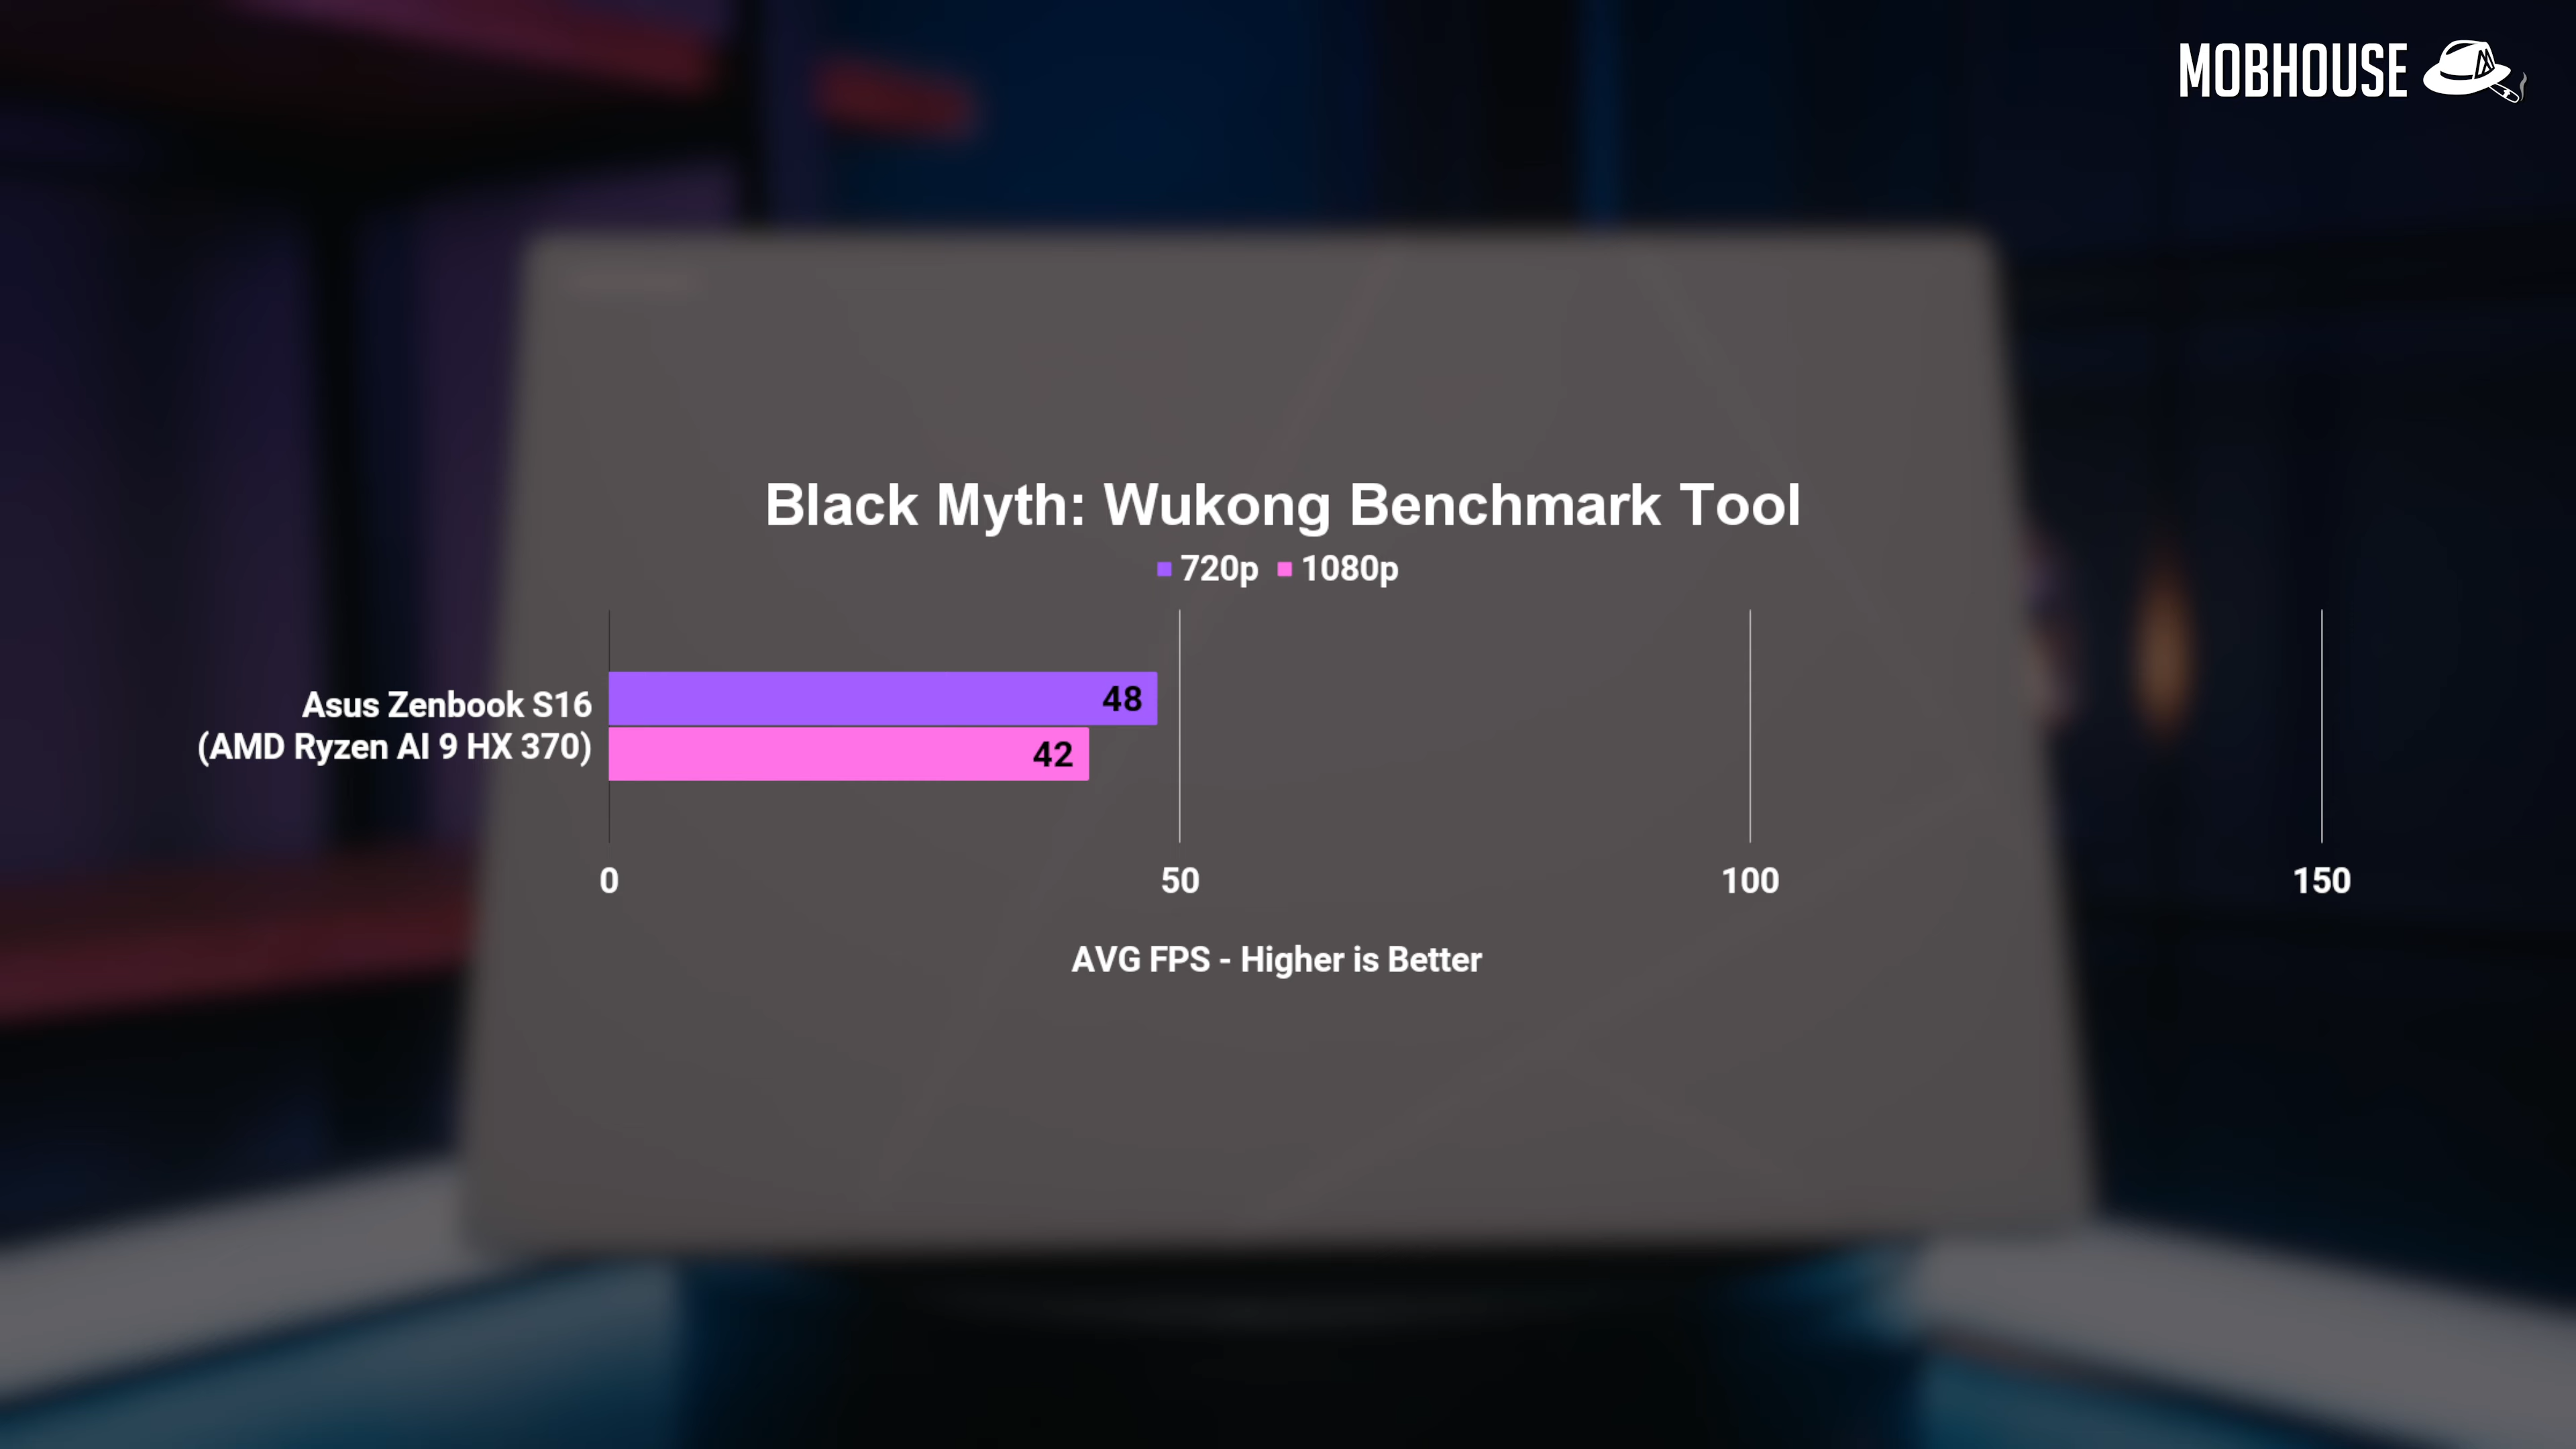 MOBHOUSE
Black Myth: Wukong Benchmark Tool
720p 1080p
Asus Zenbook S16
(AMD Ryzen AI 9 HX 370)
48
42
0 50 100 150
AVG FPS - Higher is Better